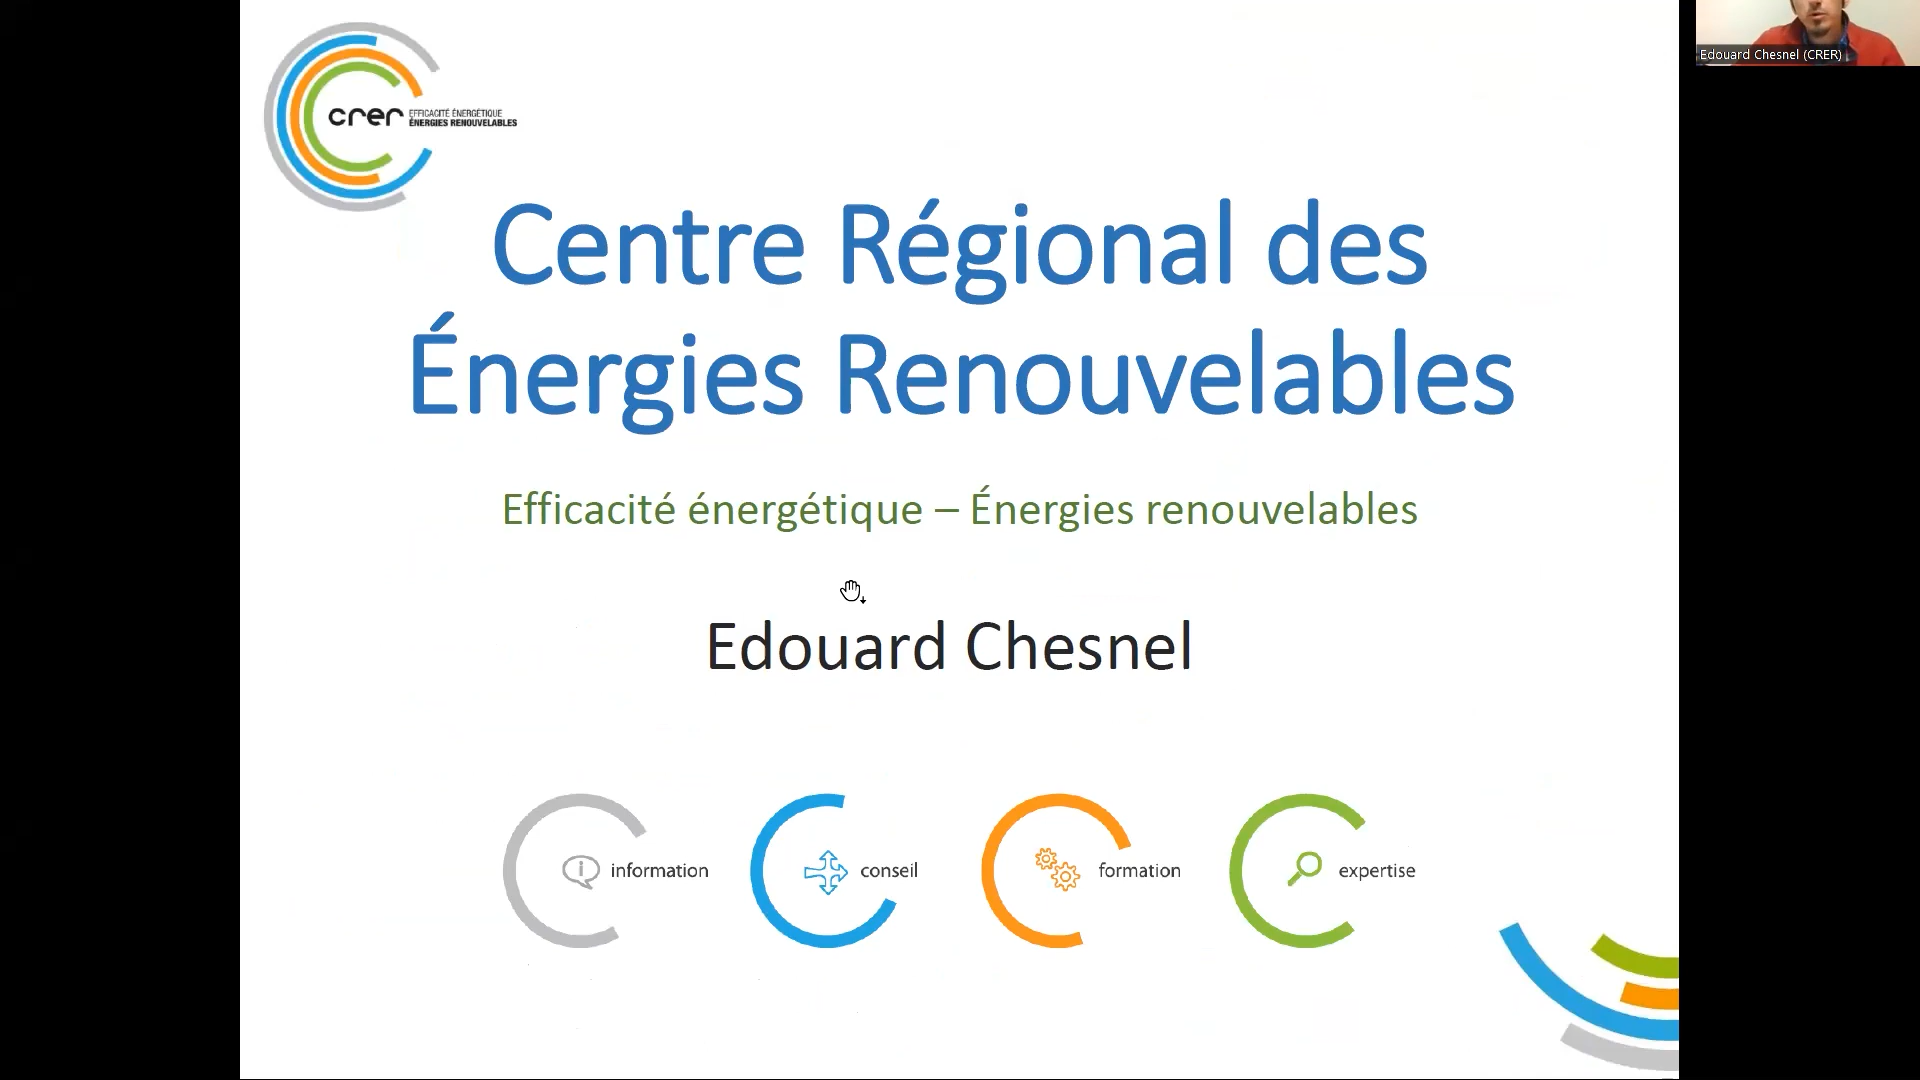 crer EFFICACITÉ ÉNERGÉTIQUE
ÉNERGIES RENOUVELABLES
Edouard Chesnel (CRER)
Centre Régional des
Énergies Renouvelables
Efficacité énergétique – Énergies renouvelables
Edouard Chesnel
information
conseil
formation
expertise